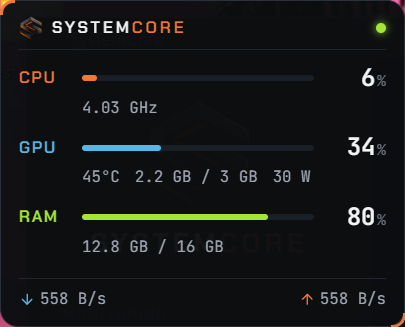 SYSTEMCORE
CPU 6%
4.03 GHz
GPU 34%
45°C 2.2 GB / 3 GB 30 W
RAM 80%
SYSTEMCORE
12.8 GB / 16 GB
↓ 558 B/s ↑ 558 B/s